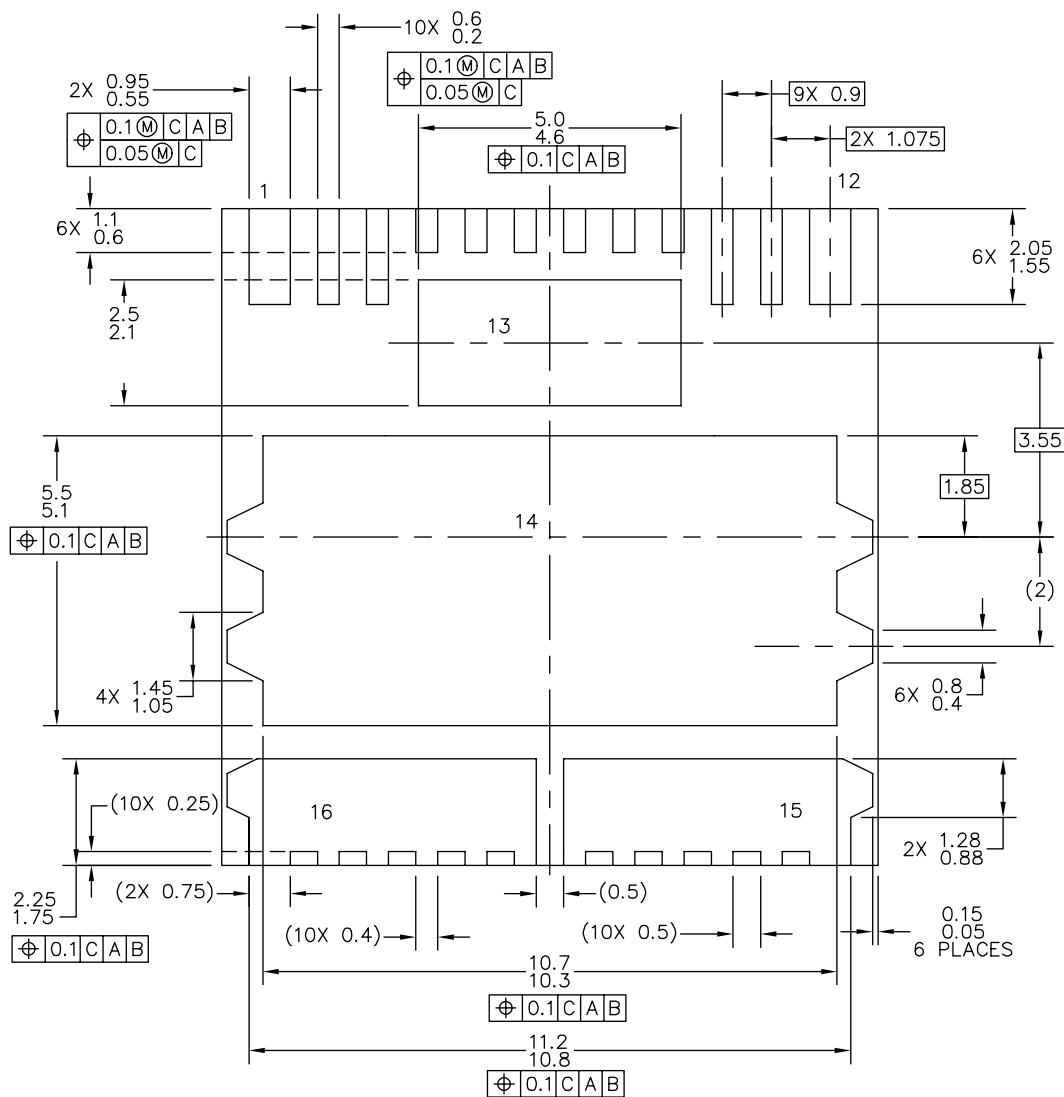 10X 0.6
0.2
⌖ 0.1 Ⓜ C A B
0.05 Ⓜ C
2X 0.95
0.55
⌖ 0.1 Ⓜ C A B
0.05 Ⓜ C
9X 0.9
5.0
4.6
⌖ 0.1 C A B
2X 1.075
1
12
6X 1.1
0.6
6X 2.05
1.55
2.5
2.1
13
3.55
1.85
5.5
5.1
⌖ 0.1 C A B
14
(2)
4X 1.45
1.05
6X 0.8
0.4
(10X 0.25)
16
15
2X 1.28
0.88
2.25
1.75
⌖ 0.1 C A B
(2X 0.75)
(0.5)
(10X 0.4)
(10X 0.5)
0.15
0.05
6 PLACES
10.7
10.3
⌖ 0.1 C A B
11.2
10.8
⌖ 0.1 C A B